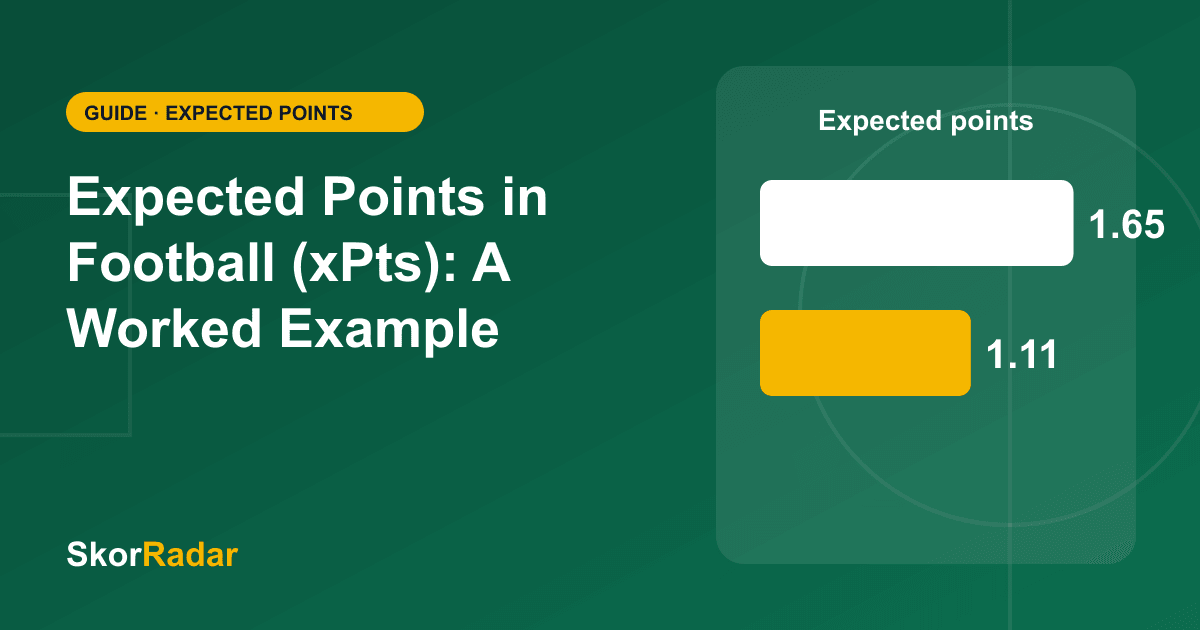 GUIDE · EXPECTED POINTS
Expected Points in
Football (xPts): A
Worked Example
SkorRadar
Expected points
1.65
1.11